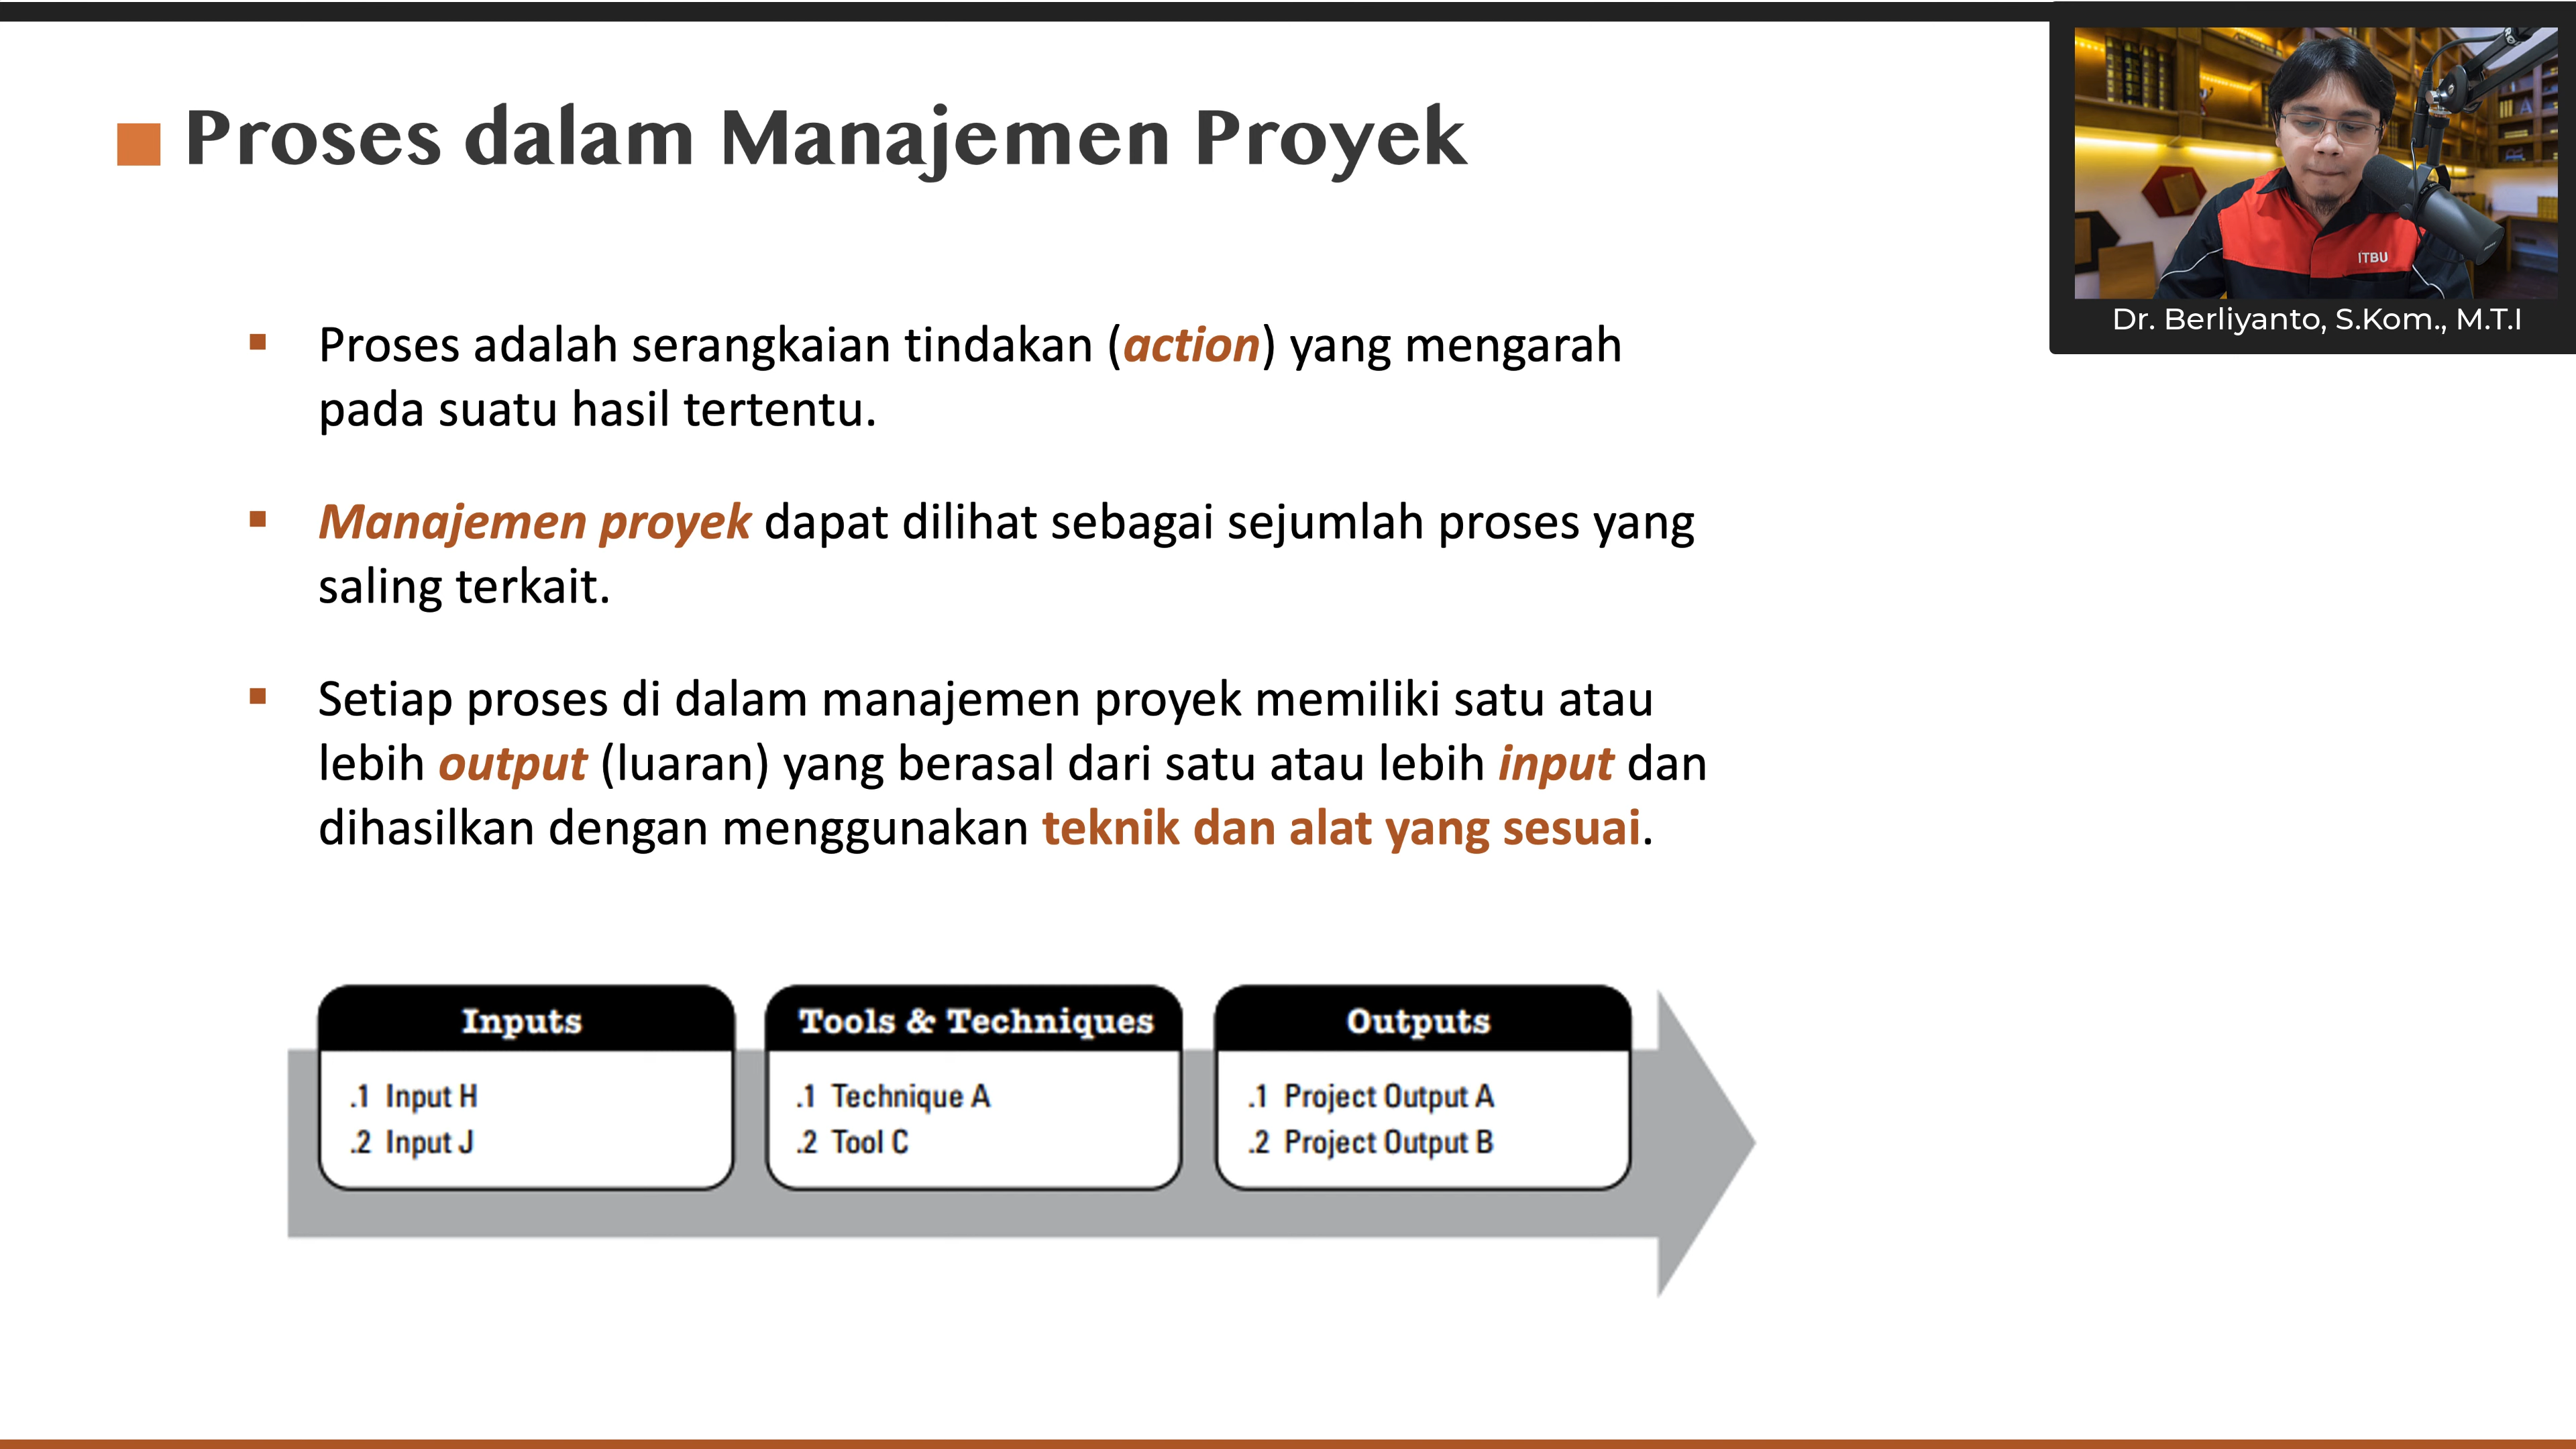 Proses dalam Manajemen Proyek
ITBU
Dr. Berliyanto, S.Kom., M.T.I
Proses adalah serangkaian tindakan (action) yang mengarah
pada suatu hasil tertentu.
Manajemen proyek dapat dilihat sebagai sejumlah proses yang
saling terkait.
Setiap proses di dalam manajemen proyek memiliki satu atau
lebih output (luaran) yang berasal dari satu atau lebih input dan
dihasilkan dengan menggunakan teknik dan alat yang sesuai.
Inputs
.1 Input H
.2 Input J
Tools & Techniques
.1 Technique A
.2 Tool C
Outputs
.1 Project Output A
.2 Project Output B